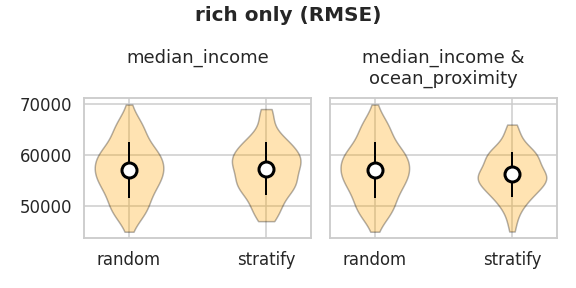 rich only (RMSE)
median_income
median_income &
ocean_proximity
70000
60000
50000
random
stratify
random
stratify